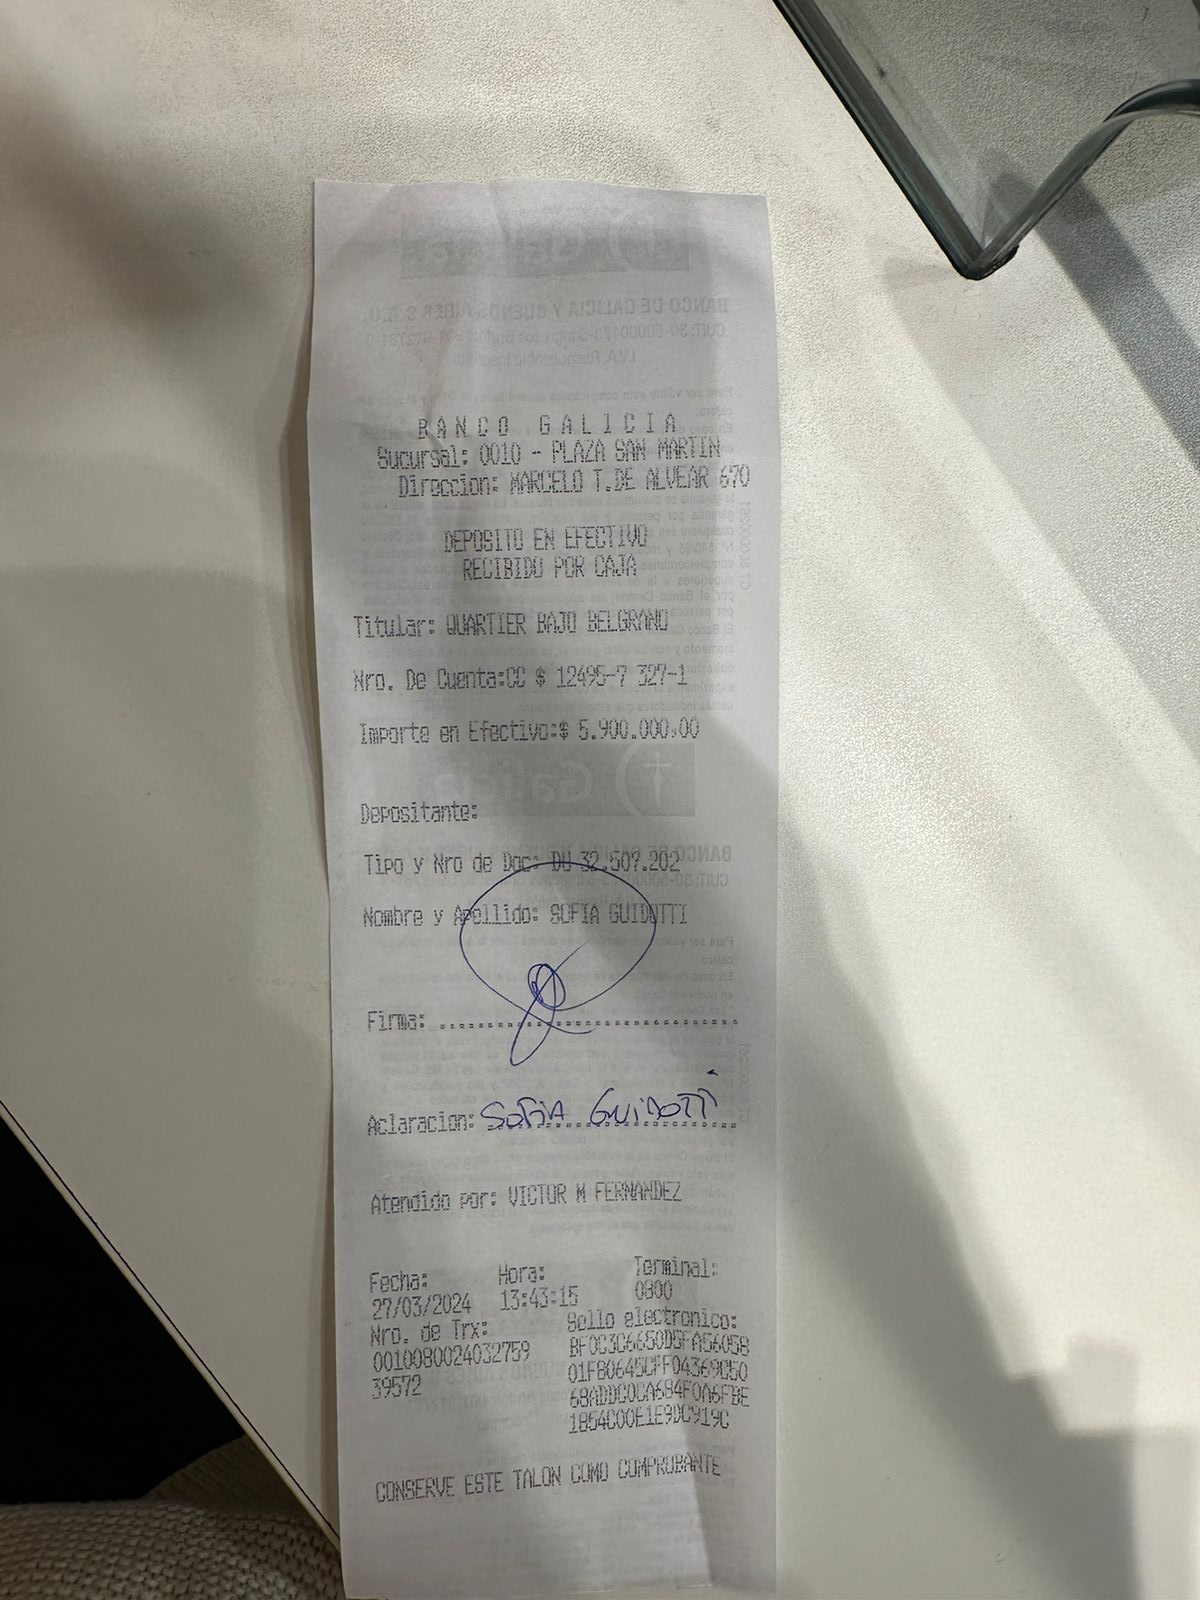 BANCO GALICIA
Sucursal: 0010 - PLAZA SAN MARTIN
Direccion: MARCELO T.DE ALVEAR 670
DEPOSITO EN EFECTIVO
RECIBIDO POR CAJA
Titular: QUARTIER BAJO BELGRANO
Nro. De Cuenta:CC $ 12495-7 327-1
Importe en Efectivo:$ 5.900.000,00
Depositante:
Tipo y Nro de Doc: DU 32.507.202
Nombre y Apellido: SOFIA GUIDOTTI
Firma:
Aclaracion: SOFIA GUIDOTTI
Atendido por: VICTOR M FERNANDEZ
Fecha: Hora: Terminal:
27/03/2024 13:43:15 0800
Nro. de Trx: Sello electronico:
0010080024032759 BF0C3C6650D5FA56058
39572 01FB0645CFF04369C50
68ADDC0CA684F0A6FBE
1854C00E1E9DC919C
CONSERVE ESTE TALON COMO COMPROBANTE